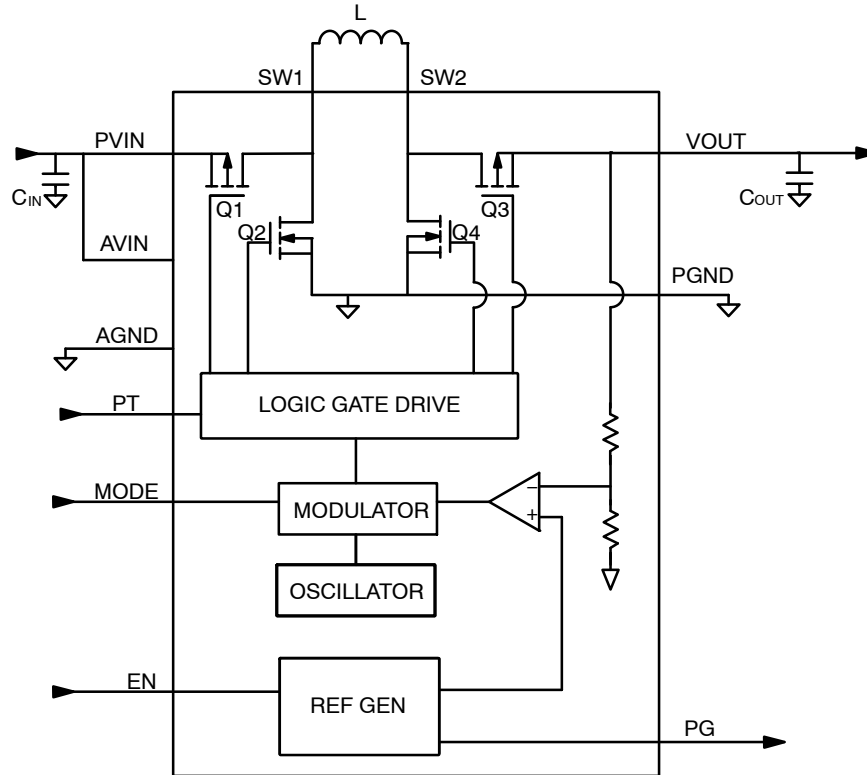 L
SW1 SW2
PVIN VOUT
CIN COUT
Q1 Q3
Q2 Q4
AVIN
PGND
AGND
LOGIC GATE DRIVE
PT
MODE
MODULATOR
−
+
OSCILLATOR
EN
REF GEN
PG